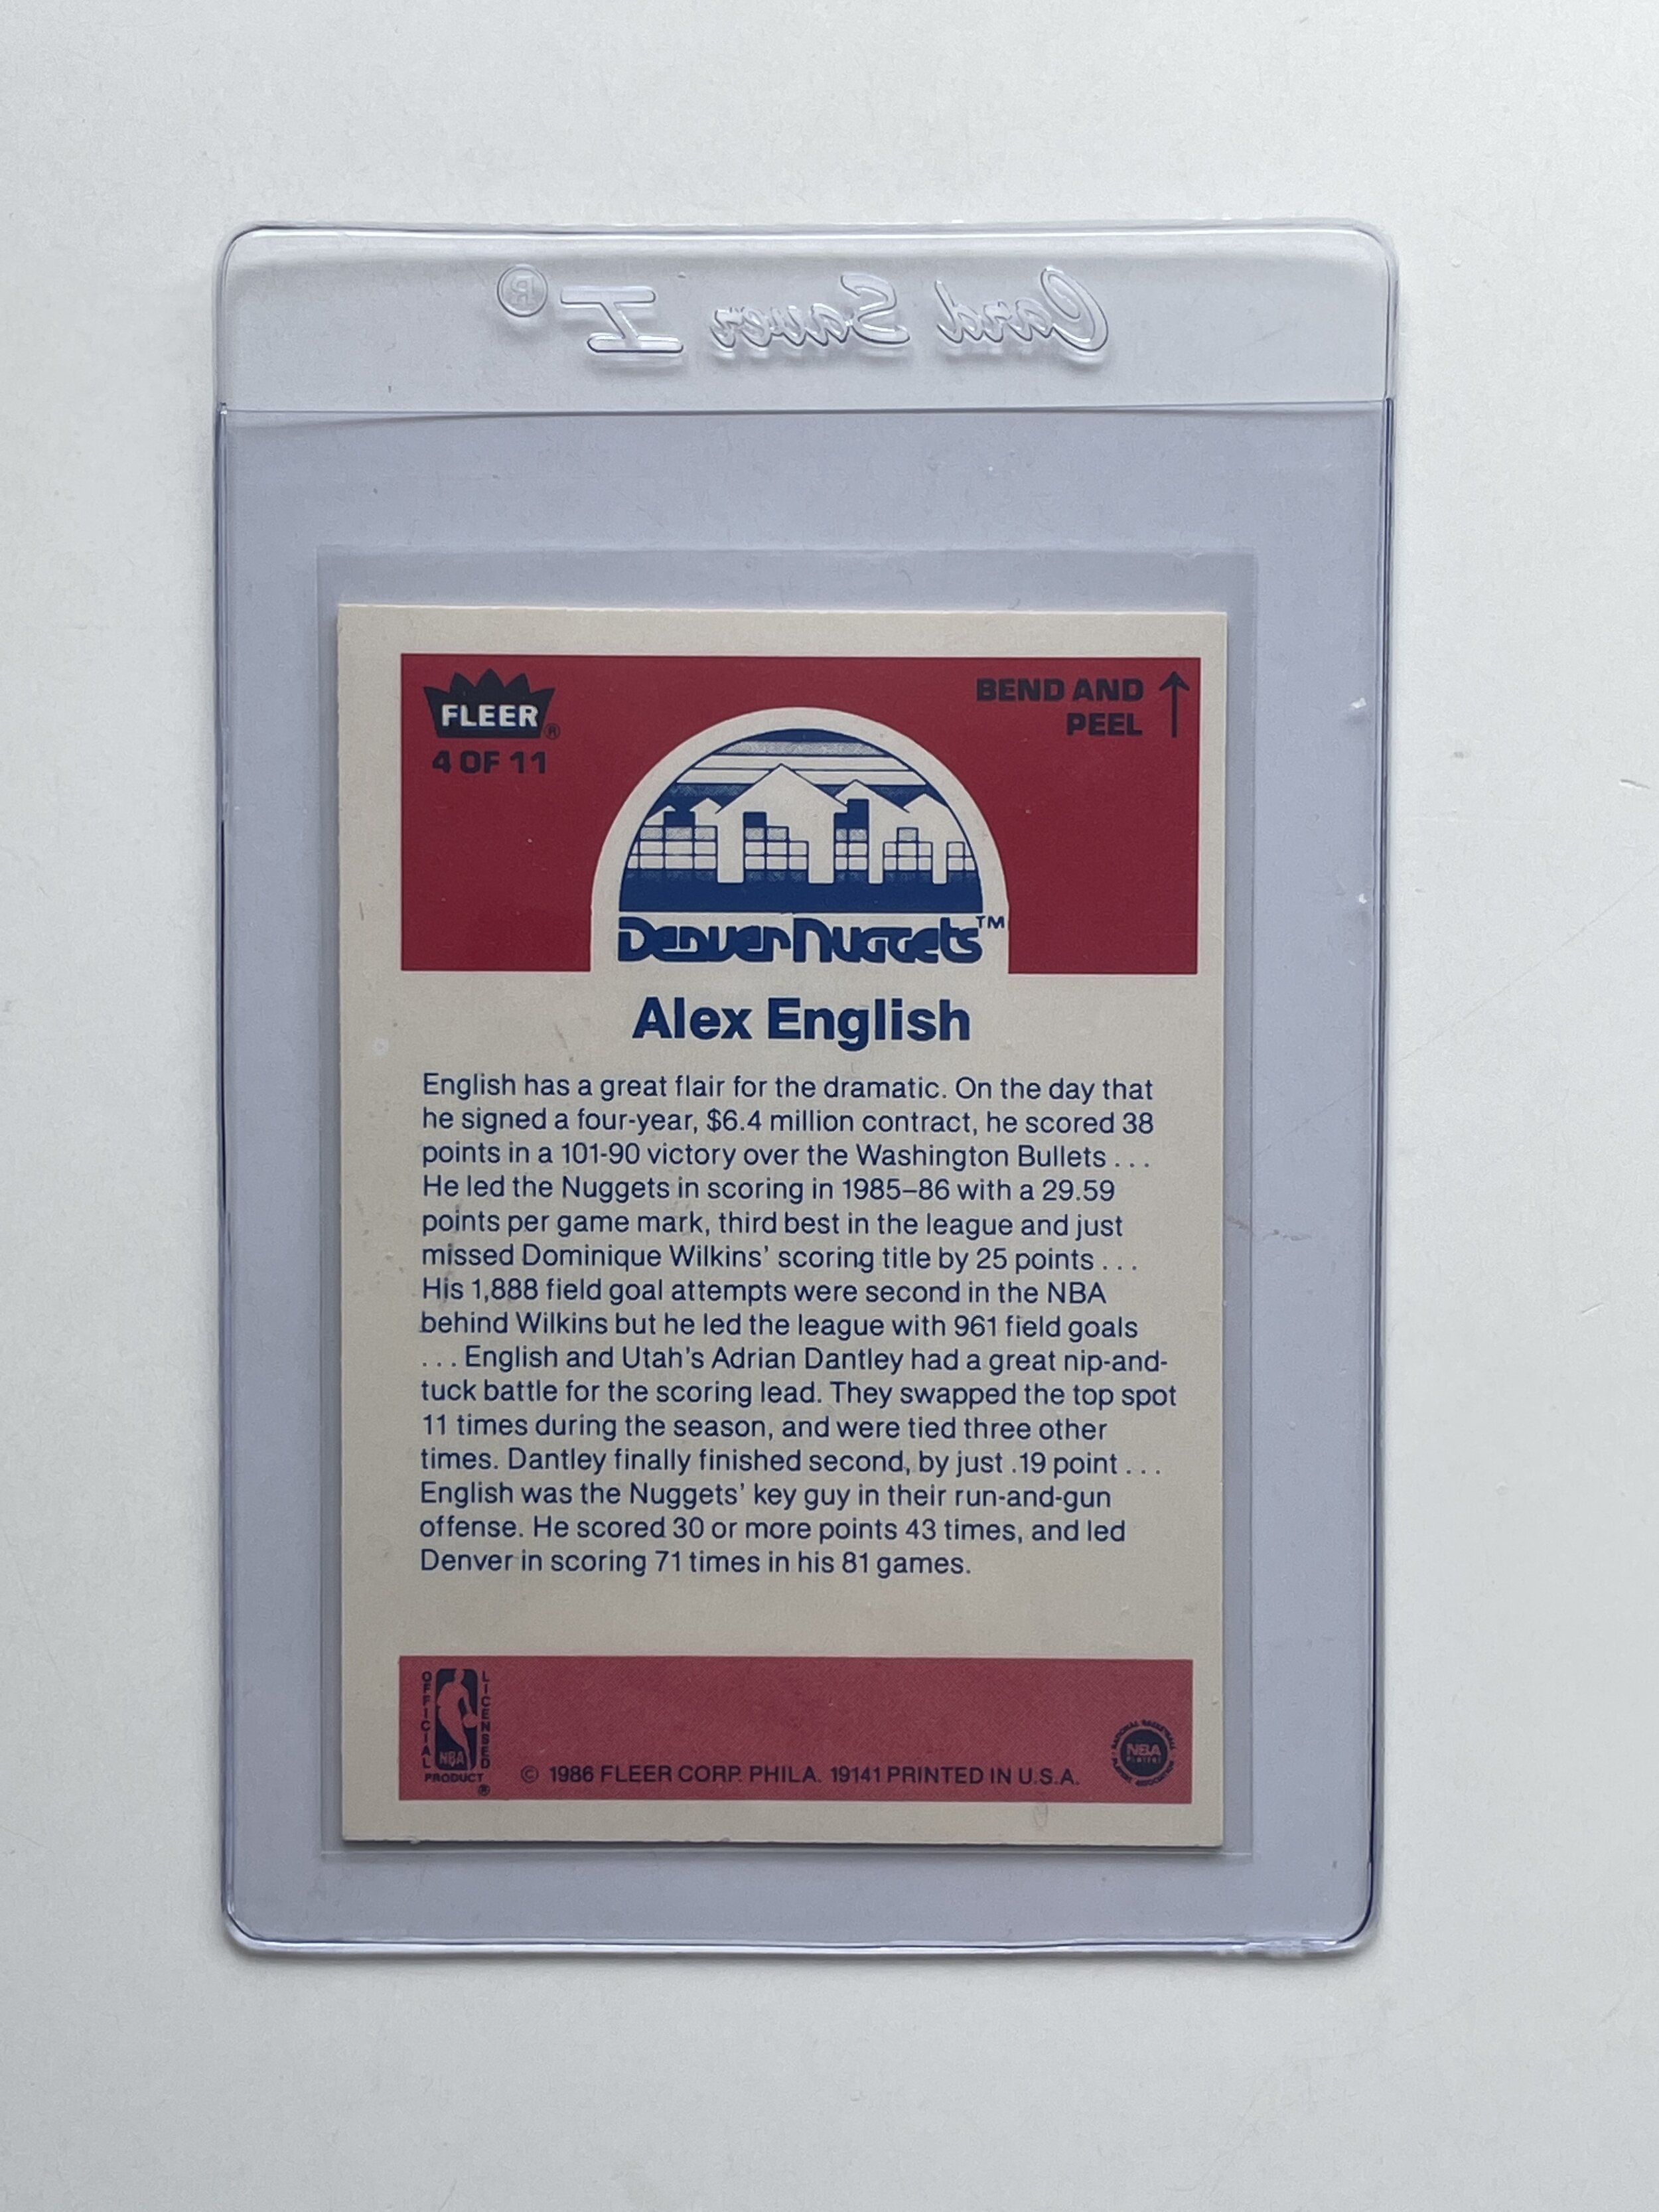 Card Saver I®
FLEER®
4 OF 11
BEND AND
PEEL
Denver Nuggets™
Alex English
English has a great flair for the dramatic. On the day that
he signed a four-year, $6.4 million contract, he scored 38
points in a 101-90 victory over the Washington Bullets . . .
He led the Nuggets in scoring in 1985–86 with a 29.59
points per game mark, third best in the league and just
missed Dominique Wilkins' scoring title by 25 points . . .
His 1,888 field goal attempts were second in the NBA
behind Wilkins but he led the league with 961 field goals
. . . English and Utah's Adrian Dantley had a great nip-and-
tuck battle for the scoring lead. They swapped the top spot
11 times during the season, and were tied three other
times. Dantley finally finished second, by just .19 point . . .
English was the Nuggets' key guy in their run-and-gun
offense. He scored 30 or more points 43 times, and led
Denver in scoring 71 times in his 81 games.
OFFICIAL
LICENSED
NBA
PRODUCT
®
© 1986 FLEER CORP. PHILA. 19141 PRINTED IN U.S.A.
NATIONAL BASKETBALL
NBA
Players
PLAYERS ASSOCIATION